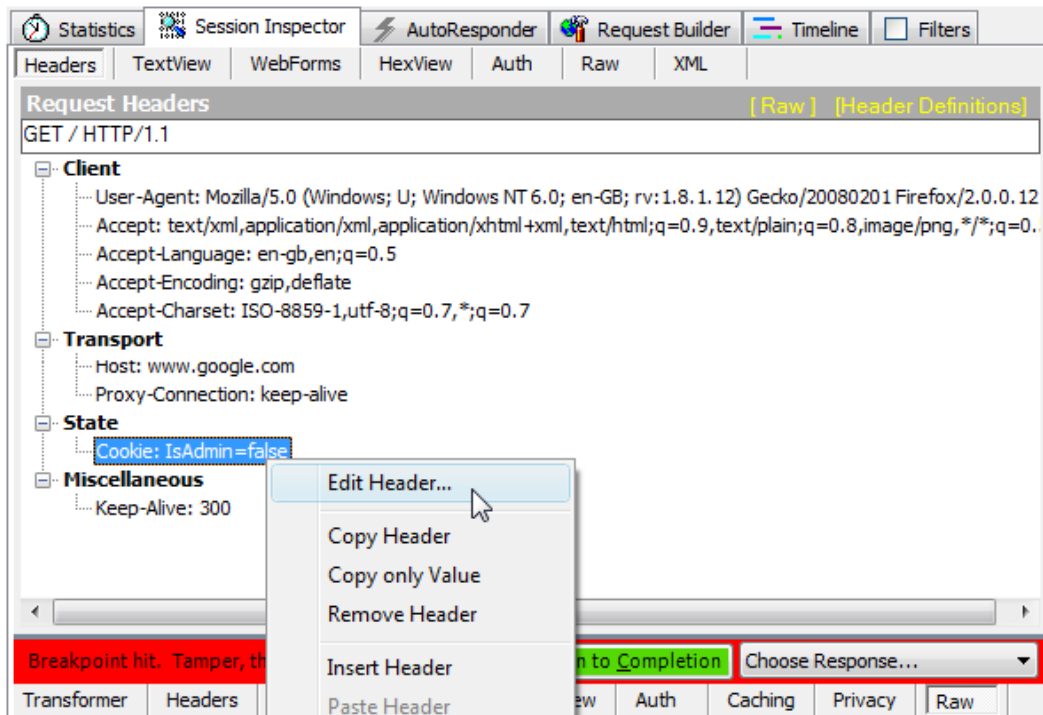 Statistics Session Inspector AutoResponder Request Builder Timeline Filters
Headers TextView WebForms HexView Auth Raw XML
Request Headers [ Raw ] [Header Definitions]
GET / HTTP/1.1
Client
User-Agent: Mozilla/5.0 (Windows; U; Windows NT 6.0; en-GB; rv:1.8.1.12) Gecko/20080201 Firefox/2.0.0.12
Accept: text/xml,application/xml,application/xhtml+xml,text/html;q=0.9,text/plain;q=0.8,image/png,*/*;q=0.
Accept-Language: en-gb,en;q=0.5
Accept-Encoding: gzip,deflate
Accept-Charset: ISO-8859-1,utf-8;q=0.7,*;q=0.7
Transport
Host: www.google.com
Proxy-Connection: keep-alive
State
Cookie: IsAdmin=false
Miscellaneous
Edit Header...
Keep-Alive: 300
Copy Header
Copy only Value
Remove Header
Breakpoint hit. Tamper, th n to Completion Choose Response...
Insert Header
Transformer Headers ew Auth Caching Privacy Raw
Paste Header